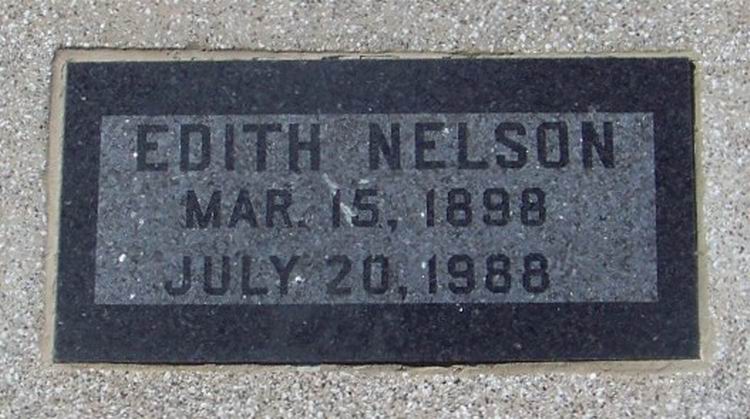 EDITH NELSON
MAR. 15, 1898
JULY 20, 1988